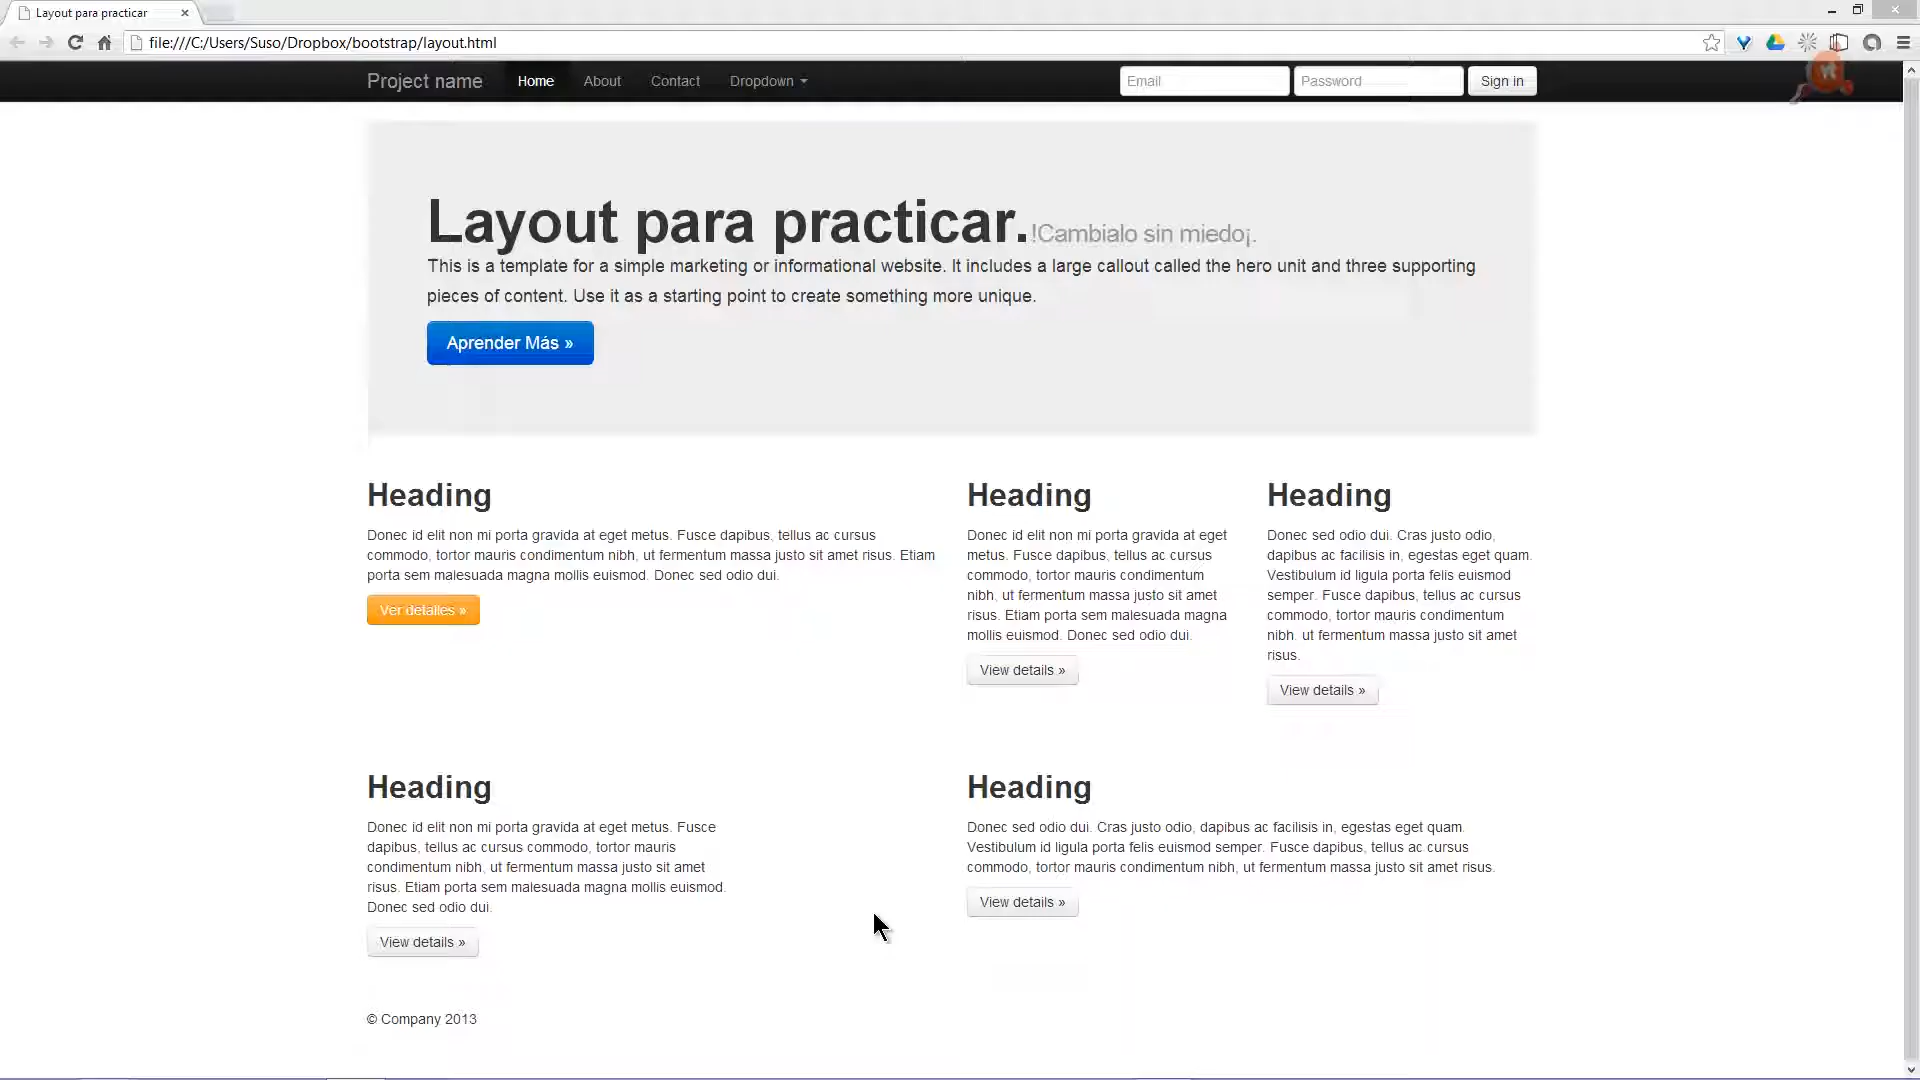 Layout para practicar
file:///C:/Users/Suso/Dropbox/bootstrap/layout.html
Project name Home About Contact Dropdown Email Password Sign in
Layout para practicar. !Cambialo sin miedo¡.
This is a template for a simple marketing or informational website. It includes a large callout called the hero unit and three supporting
pieces of content. Use it as a starting point to create something more unique.
Aprender Más »
Heading
Donec id elit non mi porta gravida at eget metus. Fusce dapibus, tellus ac cursus
commodo, tortor mauris condimentum nibh, ut fermentum massa justo sit amet risus. Etiam
porta sem malesuada magna mollis euismod. Donec sed odio dui.
Ver detalles »
Heading
Donec id elit non mi porta gravida at eget
metus. Fusce dapibus, tellus ac cursus
commodo, tortor mauris condimentum
nibh, ut fermentum massa justo sit amet
risus. Etiam porta sem malesuada magna
mollis euismod. Donec sed odio dui.
View details »
Heading
Donec sed odio dui. Cras justo odio,
dapibus ac facilisis in, egestas eget quam.
Vestibulum id ligula porta felis euismod
semper. Fusce dapibus, tellus ac cursus
commodo, tortor mauris condimentum
nibh, ut fermentum massa justo sit amet
risus.
View details »
Heading
Donec id elit non mi porta gravida at eget metus. Fusce
dapibus, tellus ac cursus commodo, tortor mauris
condimentum nibh, ut fermentum massa justo sit amet
risus. Etiam porta sem malesuada magna mollis euismod.
Donec sed odio dui.
View details »
Heading
Donec sed odio dui. Cras justo odio, dapibus ac facilisis in, egestas eget quam.
Vestibulum id ligula porta felis euismod semper. Fusce dapibus, tellus ac cursus
commodo, tortor mauris condimentum nibh, ut fermentum massa justo sit amet risus.
View details »
© Company 2013